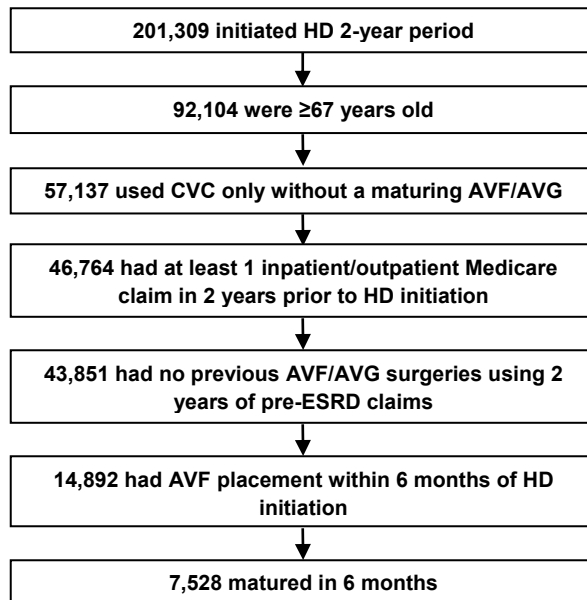 201,309 initiated HD 2-year period
92,104 were ≥67 years old
57,137 used CVC only without a maturing AVF/AVG
46,764 had at least 1 inpatient/outpatient Medicare
claim in 2 years prior to HD initiation
43,851 had no previous AVF/AVG surgeries using 2
years of pre-ESRD claims
14,892 had AVF placement within 6 months of HD
initiation
7,528 matured in 6 months